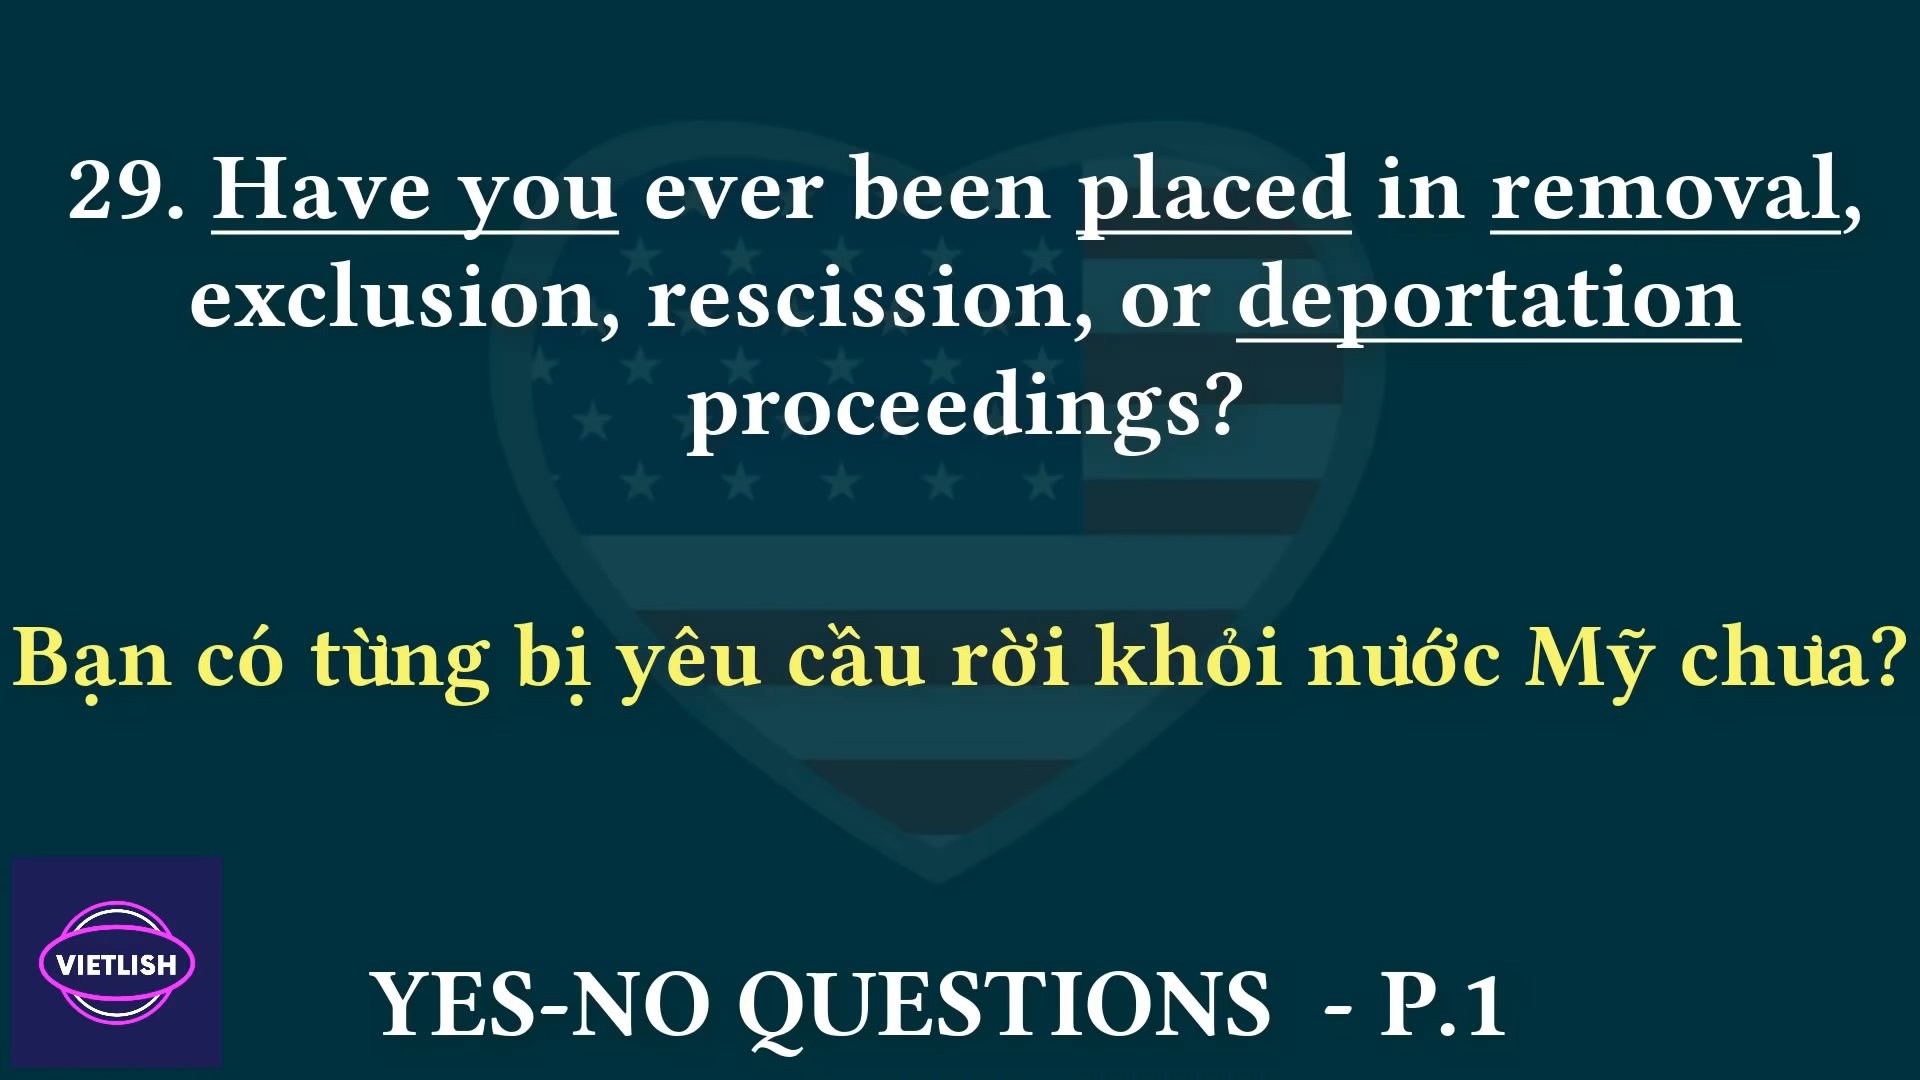 29. Have you ever been placed in removal,
exclusion, rescission, or deportation
proceedings?
Bạn có từng bị yêu cầu rời khỏi nước Mỹ chưa?
VIETLISH
YES-NO QUESTIONS - P.1